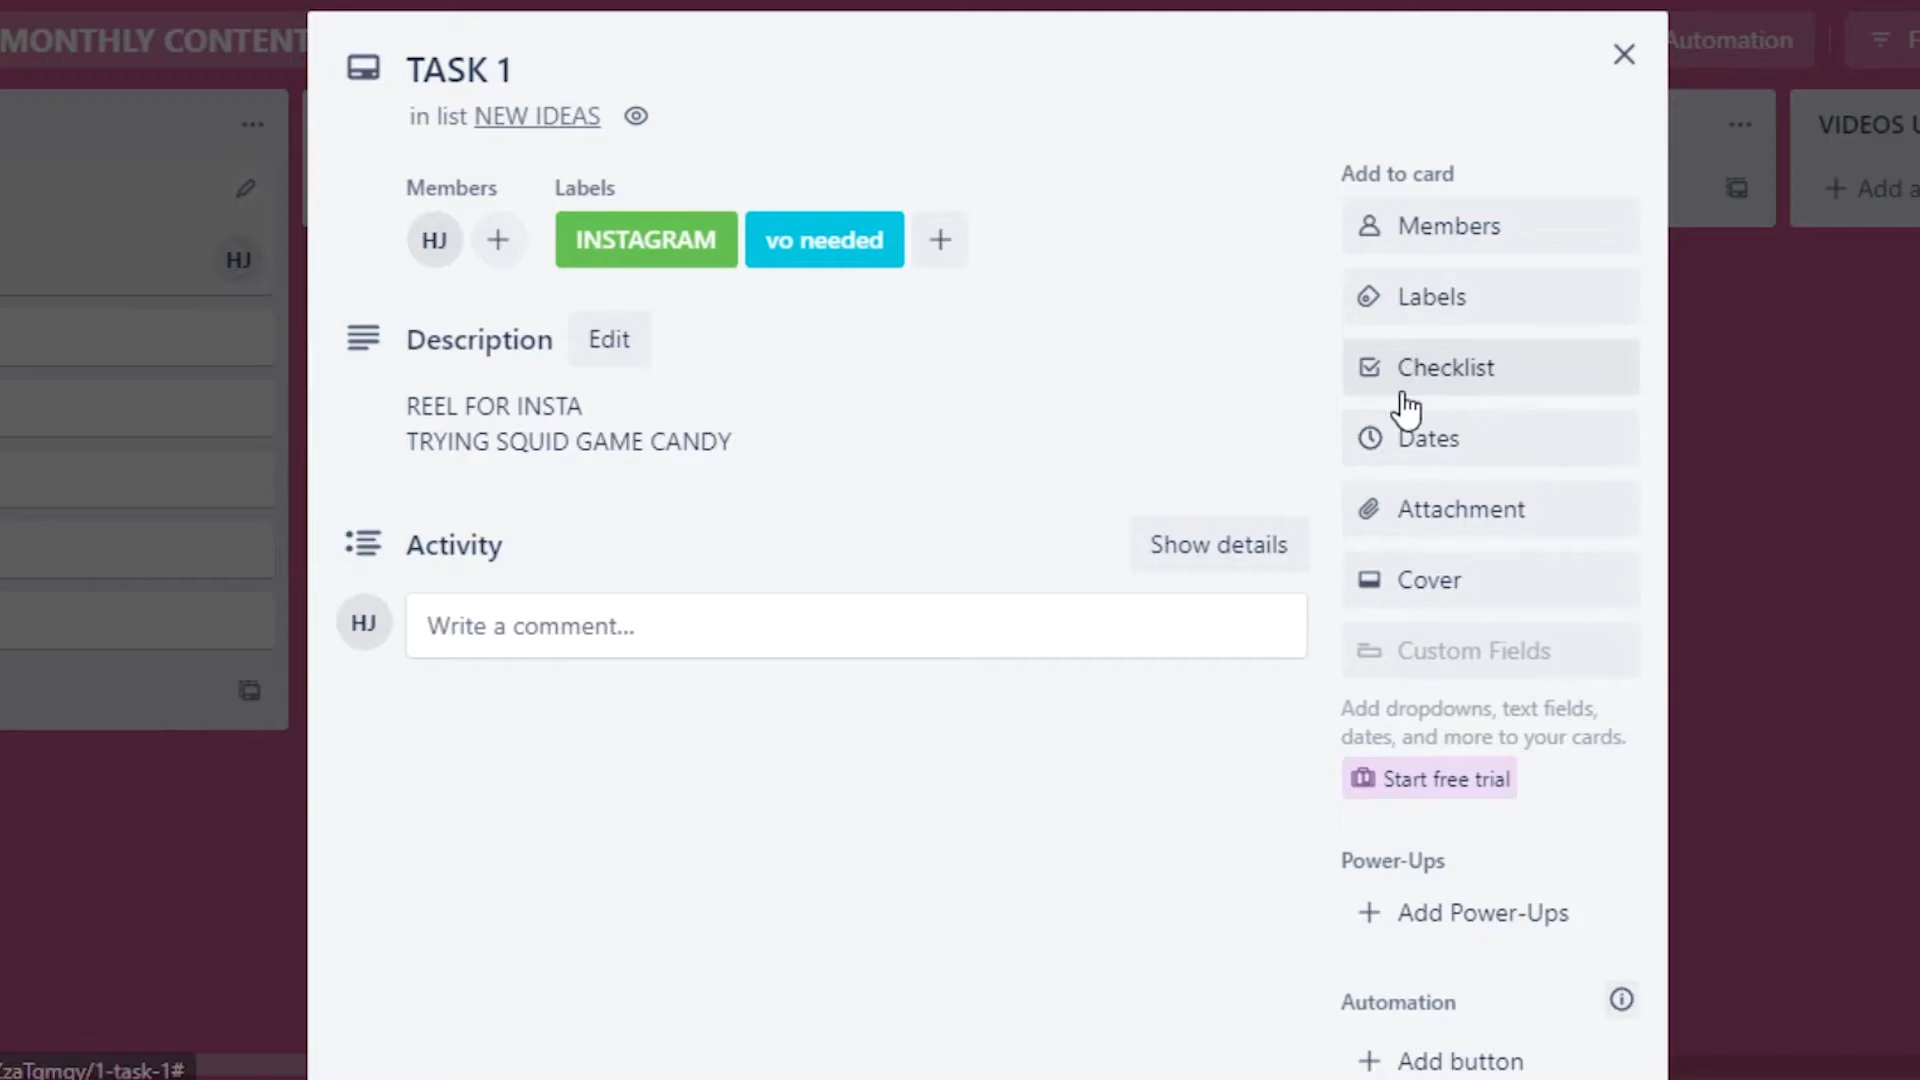 MONTHLY CONTENT
Automation
TASK 1
in list NEW IDEAS
VIDEOS
Add to card
Members
Labels
HJ
INSTAGRAM
vo needed
Members
Add a
HJ
Labels
Description
Edit
Checklist
REEL FOR INSTA
TRYING SQUID GAME CANDY
Dates
Attachment
Activity
Show details
Cover
HJ
Write a comment...
Custom Fields
Add dropdowns, text fields,
dates, and more to your cards.
Start free trial
Power-Ups
Add Power-Ups
Automation
Add button
/1-task-1#